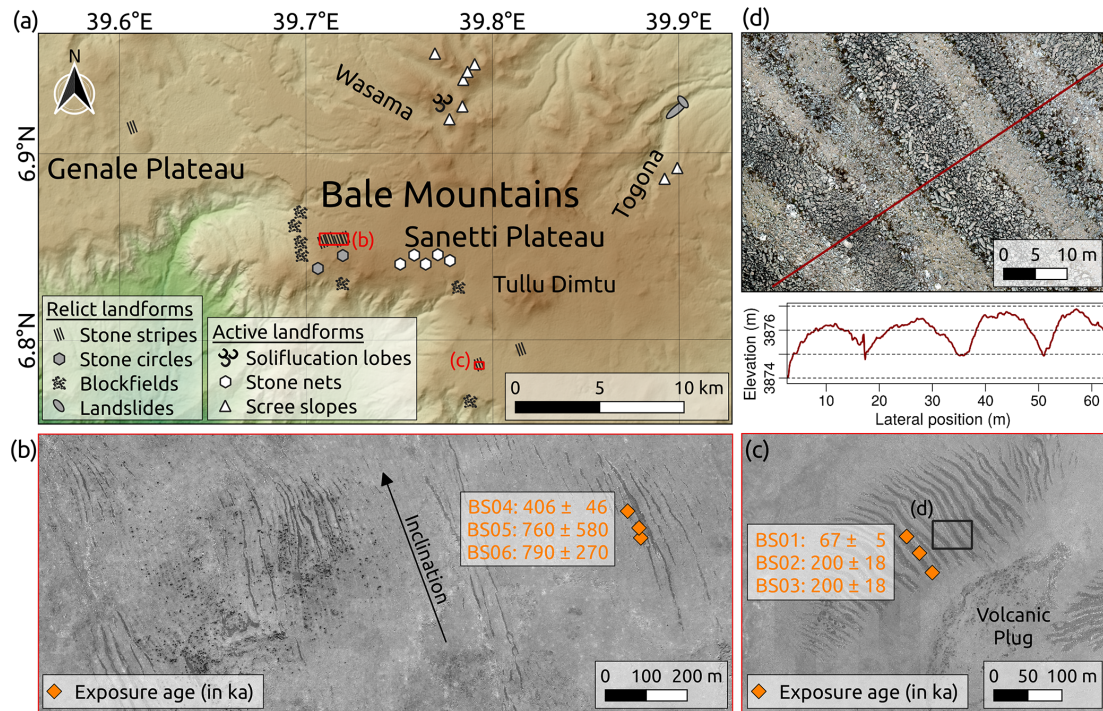 (a)
39.6°E 39.7°E 39.8°E 39.9°E
6.9°N
6.8°N
N
Wasama
Togona
Genale Plateau
Bale Mountains
(b)
Sanetti Plateau
Tullu Dimtu
(c)
Relict landforms
Stone stripes
Stone circles
Blockfields
Landslides
Active landforms
Soliflucation lobes
Stone nets
Scree slopes
0 5 10 km
(d)
0 5 10 m
Elevation (m)
3876
3874
10 20 30 40 50 60
Lateral position (m)
(b)
Inclination
BS04: 406 ± 46
BS05: 760 ± 580
BS06: 790 ± 270
Exposure age (in ka)
0 100 200 m
(c)
(d)
BS01: 67 ± 5
BS02: 200 ± 18
BS03: 200 ± 18
Volcanic
Plug
Exposure age (in ka)
0 50 100 m